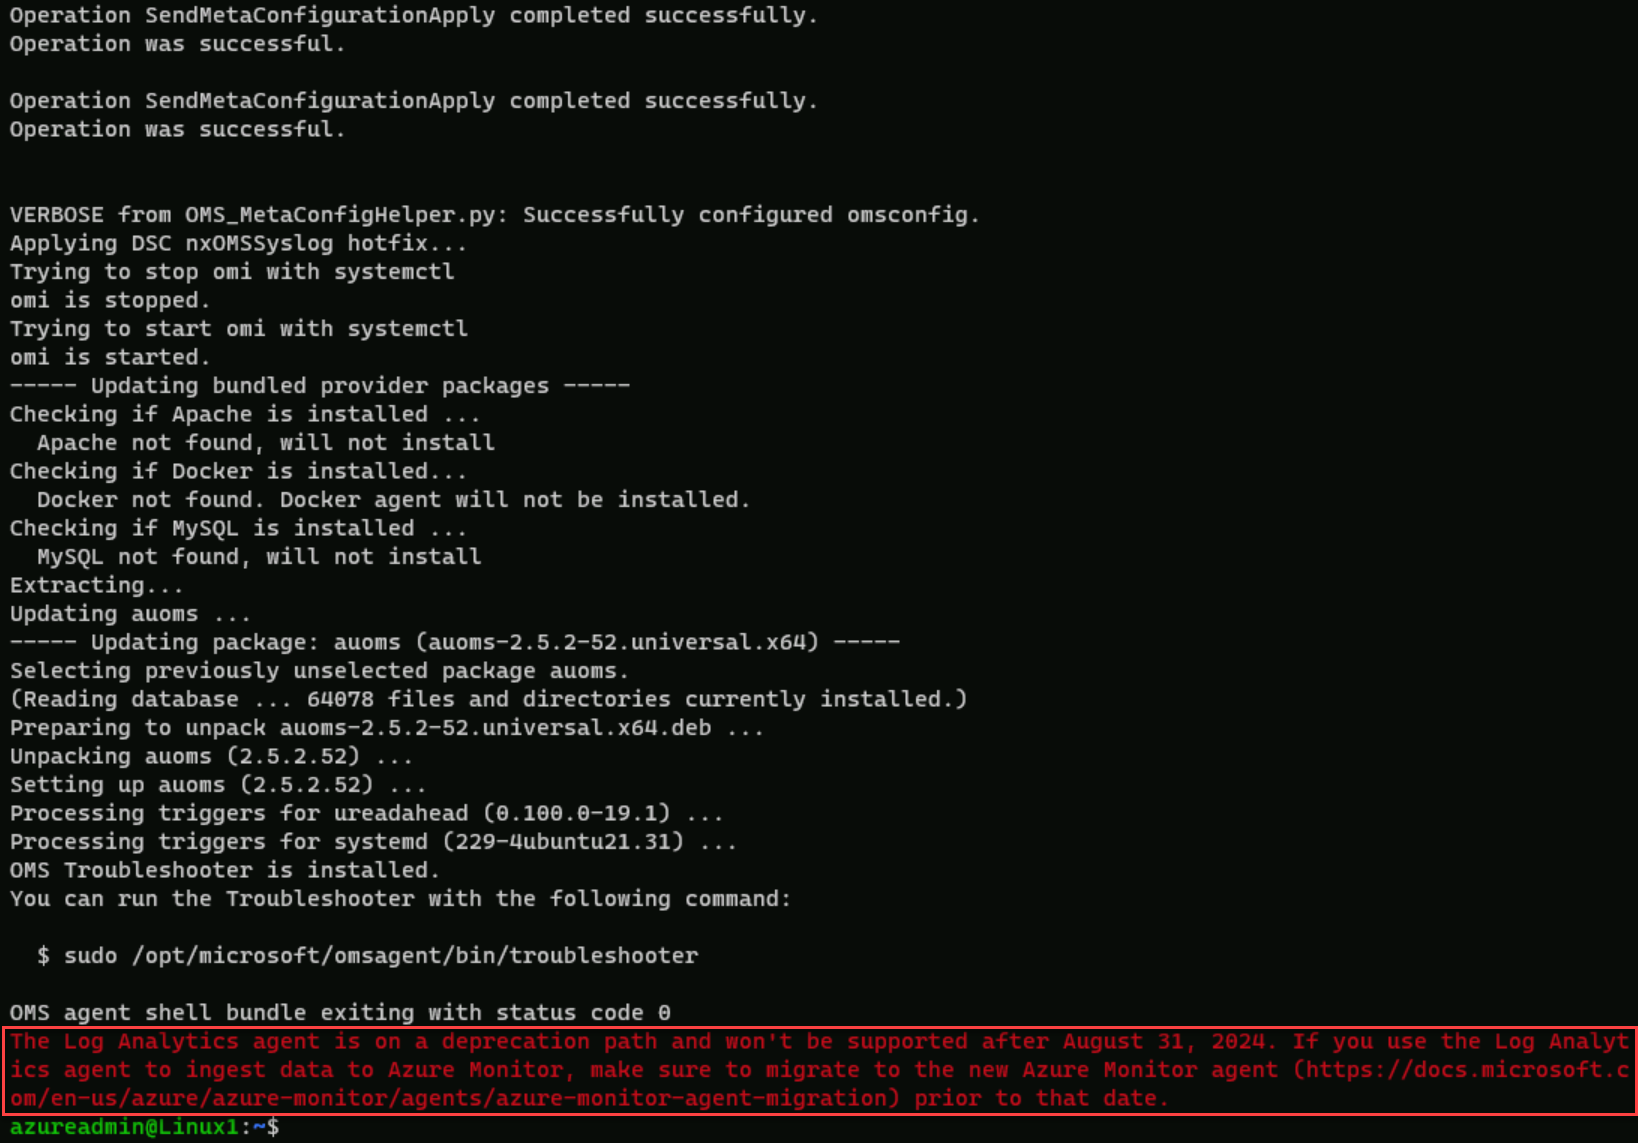 Operation SendMetaConfigurationApply completed successfully.
Operation was successful.
Operation SendMetaConfigurationApply completed successfully.
Operation was successful.
VERBOSE from OMS_MetaConfigHelper.py: Successfully configured omsconfig.
Applying DSC nxOMSSyslog hotfix...
Trying to stop omi with systemctl
omi is stopped.
Trying to start omi with systemctl
omi is started.
----- Updating bundled provider packages -----
Checking if Apache is installed ...
  Apache not found, will not install
Checking if Docker is installed...
  Docker not found. Docker agent will not be installed.
Checking if MySQL is installed ...
  MySQL not found, will not install
Extracting...
Updating auoms ...
----- Updating package: auoms (auoms-2.5.2-52.universal.x64) -----
Selecting previously unselected package auoms.
(Reading database ... 64078 files and directories currently installed.)
Preparing to unpack auoms-2.5.2-52.universal.x64.deb ...
Unpacking auoms (2.5.2.52) ...
Setting up auoms (2.5.2.52) ...
Processing triggers for ureadahead (0.100.0-19.1) ...
Processing triggers for systemd (229-4ubuntu21.31) ...
OMS Troubleshooter is installed.
You can run the Troubleshooter with the following command:
  $ sudo /opt/microsoft/omsagent/bin/troubleshooter
OMS agent shell bundle exiting with status code 0
The Log Analytics agent is on a deprecation path and won't be supported after August 31, 2024. If you use the Log Analyt
ics agent to ingest data to Azure Monitor, make sure to migrate to the new Azure Monitor agent (https://docs.microsoft.c
om/en-us/azure/azure-monitor/agents/azure-monitor-agent-migration) prior to that date.
azureadmin@Linux1:~$